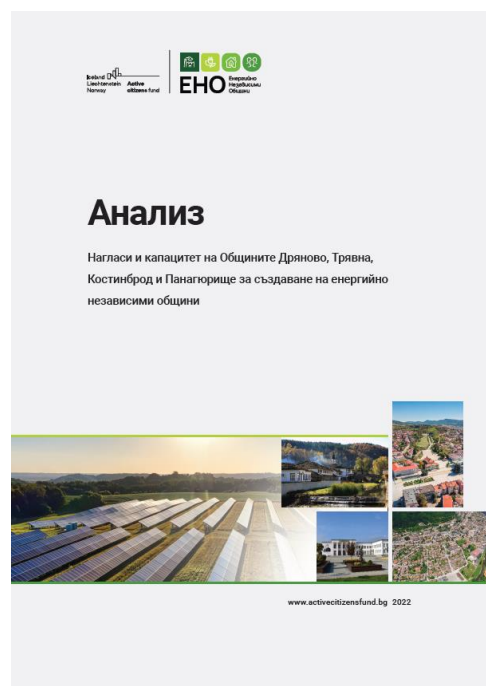 Iceland
Liechtenstein Active
Norway citizens fund
ЕНО
Енергийно
Независими
Общини
Анализ
Нагласи и капацитет на Общините Дряново, Трявна,
Костинброд и Панагюрище за създаване на енергийно
независими общини
www.activecitizensfund.bg 2022